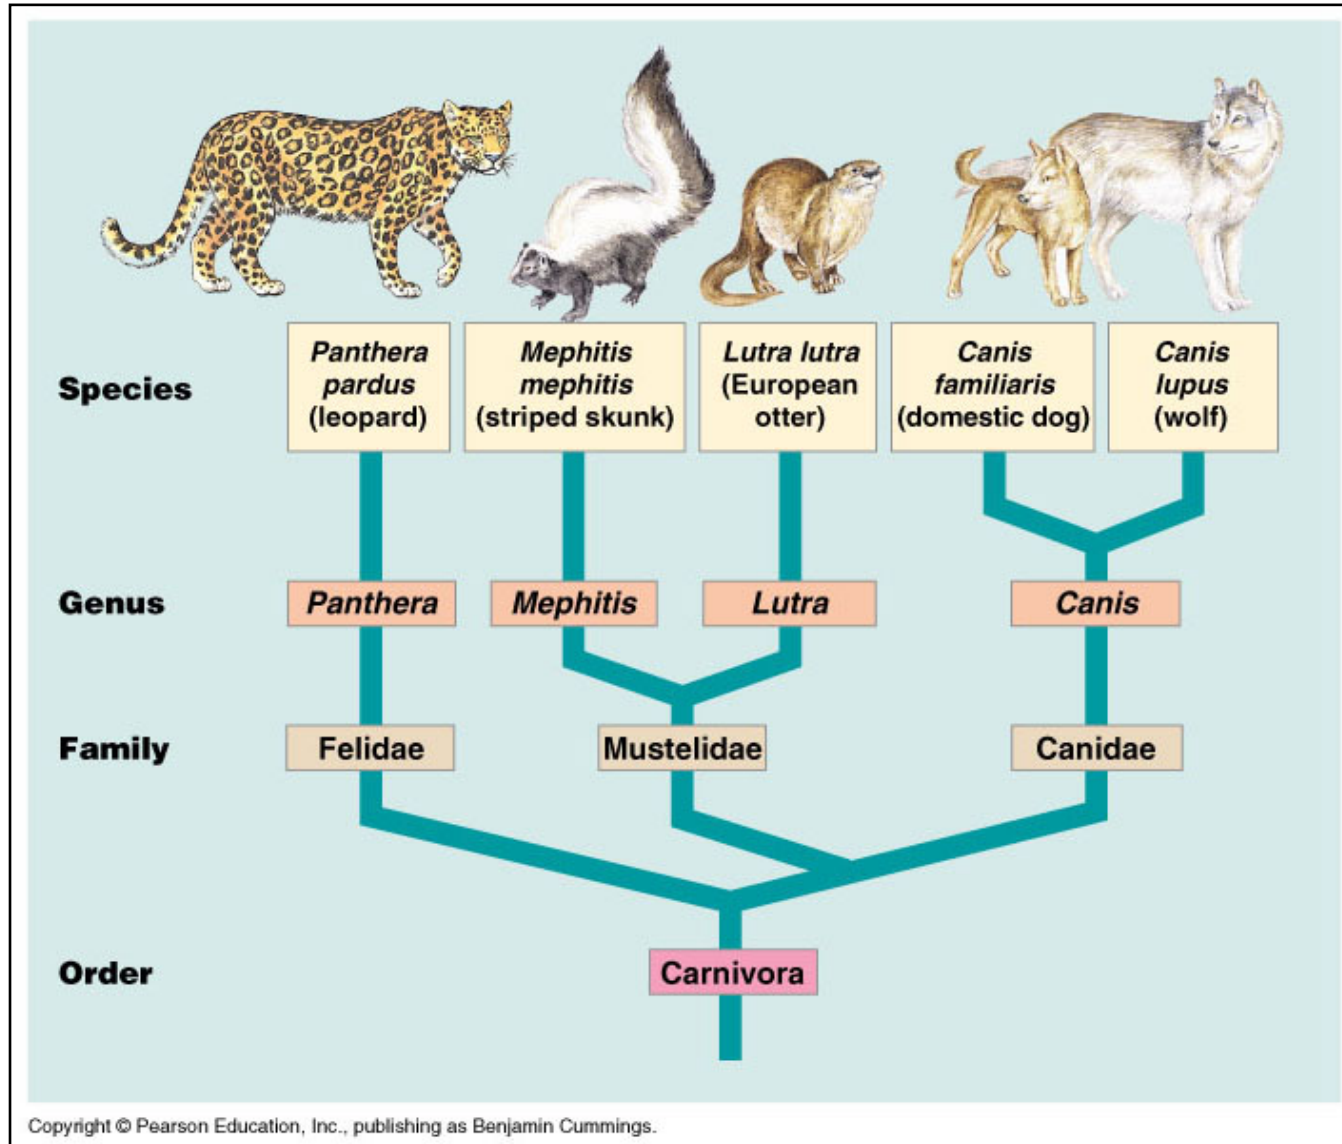 Species
Panthera
pardus
(leopard)
Mephitis
mephitis
(striped skunk)
Lutra lutra
(European
otter)
Canis
familiaris
(domestic dog)
Canis
lupus
(wolf)
Genus
Panthera
Mephitis
Lutra
Canis
Family
Felidae
Mustelidae
Canidae
Order
Carnivora
Copyright © Pearson Education, Inc., publishing as Benjamin Cummings.